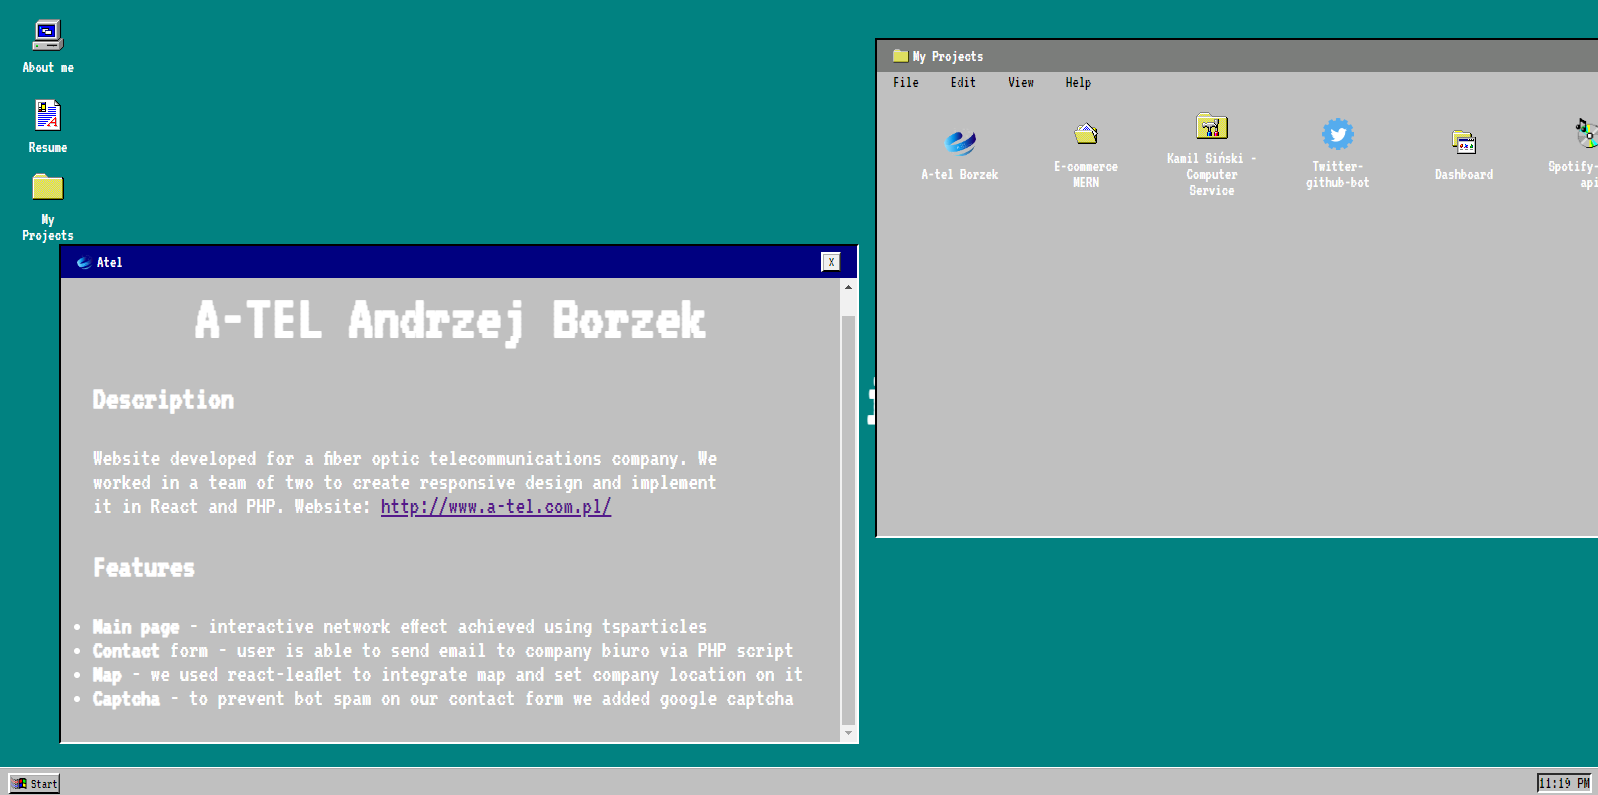 About me
Resume
My
Projects
My Projects
File Edit View Help
A-tel Borzek
E-commerce
MERN
Kamil Siński -
Computer
Service
Twitter-
github-bot
Dashboard
Spotify-
api
Atel
X
A-TEL Andrzej Borzek
Description
Website developed for a fiber optic telecommunications company. We
worked in a team of two to create responsive design and implement
it in React and PHP. Website: http://www.a-tel.com.pl/
Features
• Main page - interactive network effect achieved using tsparticles
• Contact form - user is able to send email to company biuro via PHP script
• Map - we used react-leaflet to integrate map and set company location on it
• Captcha - to prevent bot spam on our contact form we added google captcha
Start
11:19 PM